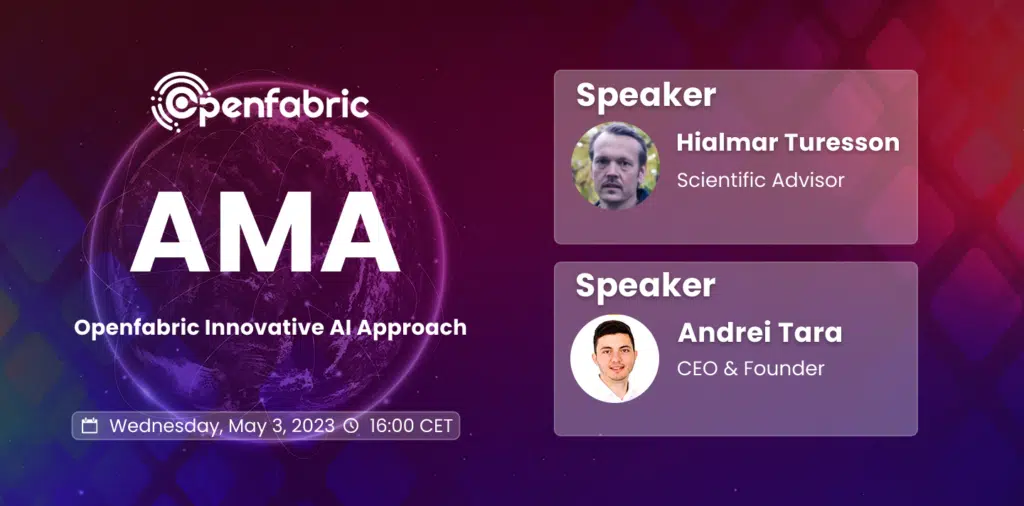 Openfabric
AMA
Openfabric Innovative AI Approach
Wednesday, May 3, 2023 16:00 CET
Speaker
Hialmar Turesson
Scientific Advisor
Speaker
Andrei Tara
CEO & Founder